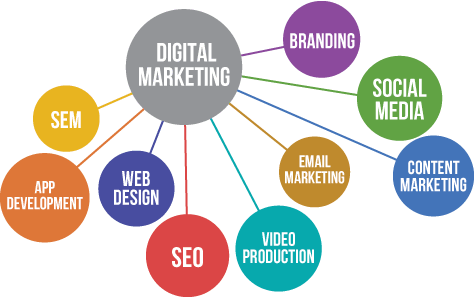 DIGITAL
MARKETING
BRANDING
SOCIAL
MEDIA
SEM
CONTENT
MARKETING
EMAIL
MARKETING
APP
DEVELOPMENT
WEB
DESIGN
SEO
VIDEO
PRODUCTION